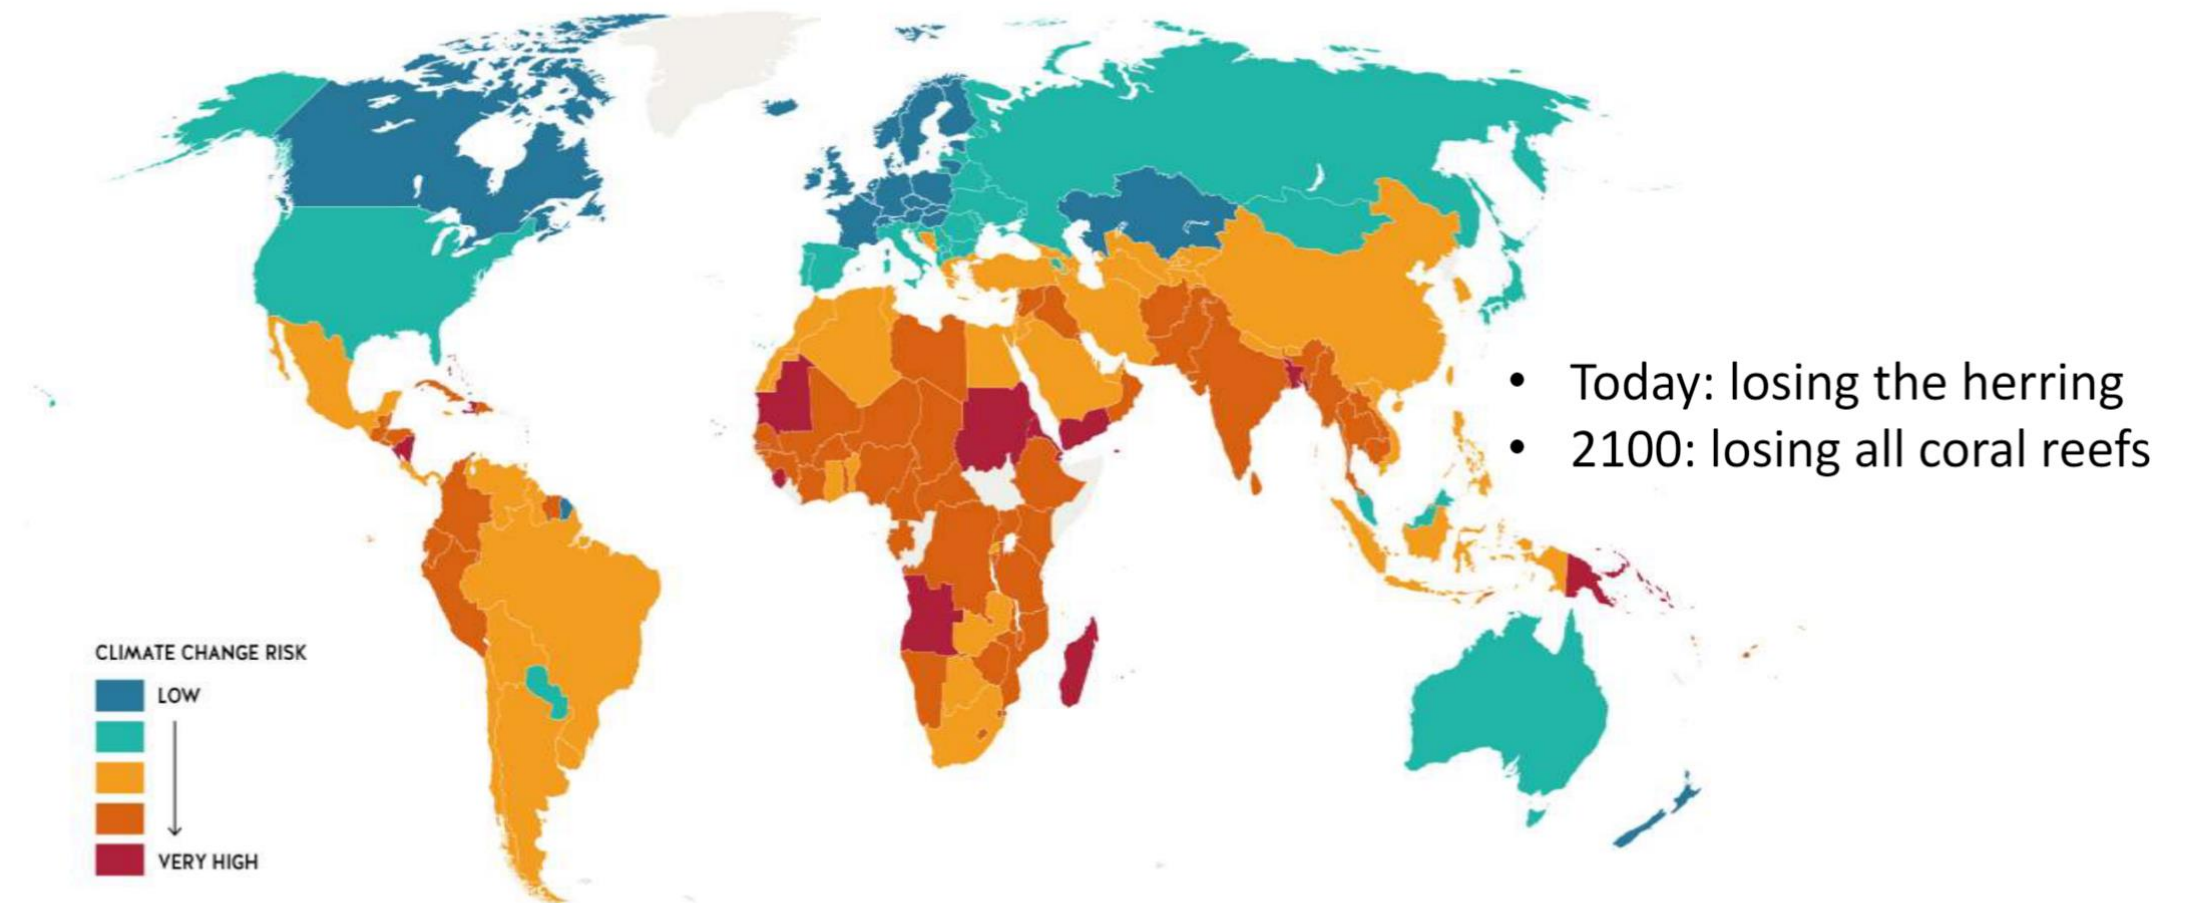 • Today: losing the herring
• 2100: losing all coral reefs
CLIMATE CHANGE RISK
LOW
VERY HIGH